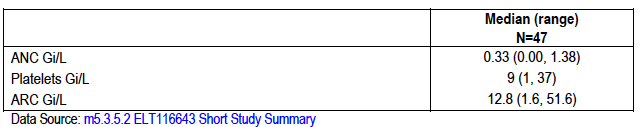 Median (range)
N=47
ANC Gi/L 0.33 (0.00, 1.38)
Platelets Gi/L 9 (1, 37)
ARC Gi/L 12.8 (1.6, 51.6)
Data Source: m5.3.5.2 ELT116643 Short Study Summary